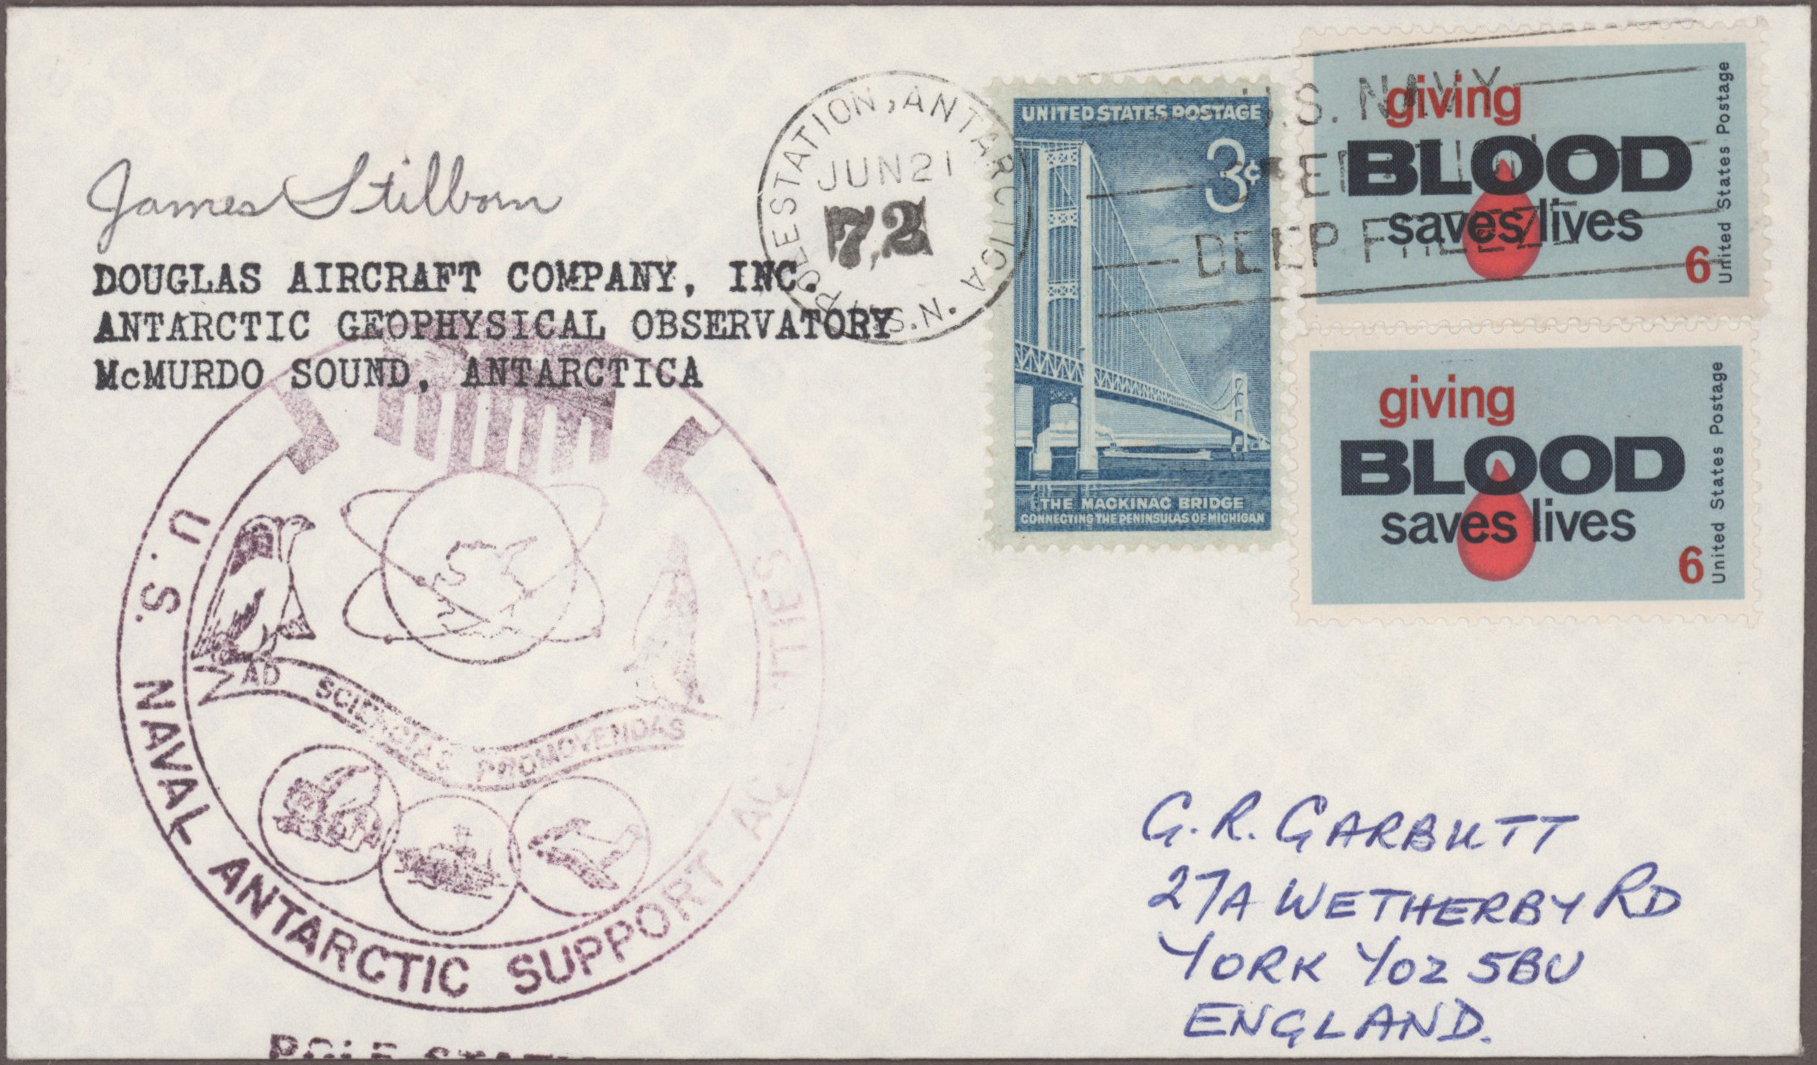 James Stilborn
DOUGLAS AIRCRAFT COMPANY, INC.
ANTARCTIC GEOPHYSICAL OBSERVATORY
McMURDO SOUND, ANTARCTICA
POLE STATION, ANTARCTICA
JUN 21
72
U.S.N.
U.S. NAVY
DEEP FREEZE
UNITED STATES POSTAGE
3¢
THE MACKINAC BRIDGE
CONNECTING THE PENINSULAS OF MICHIGAN
giving
BLOOD
saves lives
6
United States Postage
giving
BLOOD
saves lives
6
United States Postage
U.S. NAVAL ANTARCTIC SUPPORT
AD SCIENTIAS PROMOVENDAS
POLE
G.R. GARBUTT
27A WETHERBY RD
YORK YO2 5BU
ENGLAND.